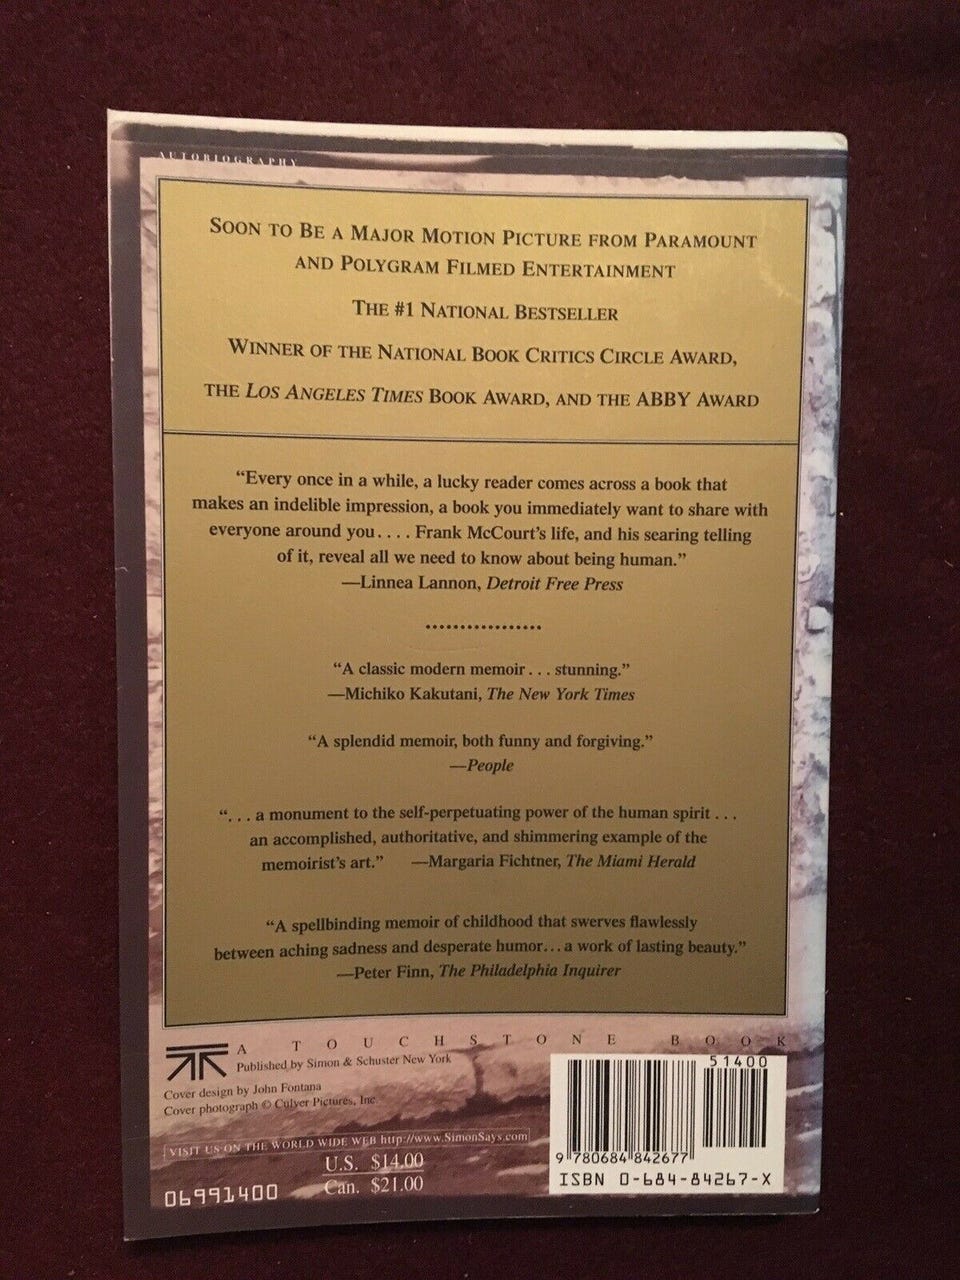 AUTOBIOGRAPHY
SOON TO BE A MAJOR MOTION PICTURE FROM PARAMOUNT
AND POLYGRAM FILMED ENTERTAINMENT
THE #1 NATIONAL BESTSELLER
WINNER OF THE NATIONAL BOOK CRITICS CIRCLE AWARD,
THE LOS ANGELES TIMES BOOK AWARD, AND THE ABBY AWARD
“Every once in a while, a lucky reader comes across a book that
makes an indelible impression, a book you immediately want to share with
everyone around you.... Frank McCourt’s life, and his searing telling
of it, reveal all we need to know about being human.”
—Linnea Lannon, Detroit Free Press
.................
“A classic modern memoir . . . stunning.”
—Michiko Kakutani, The New York Times
“A splendid memoir, both funny and forgiving.”
—People
“. . . a monument to the self-perpetuating power of the human spirit . . .
an accomplished, authoritative, and shimmering example of the
memoirist’s art.” —Margaria Fichtner, The Miami Herald
“A spellbinding memoir of childhood that swerves flawlessly
between aching sadness and desperate humor... a work of lasting beauty.”
—Peter Finn, The Philadelphia Inquirer
A TOUCHSTONE BOOK
Published by Simon & Schuster New York
Cover design by John Fontana
Cover photograph © Culver Pictures, Inc.
VISIT US ON THE WORLD WIDE WEB http://www.SimonSays.com
U.S. $14.00
Can. $21.00
06991400
51400
9 780684 842677
ISBN 0-684-84267-X